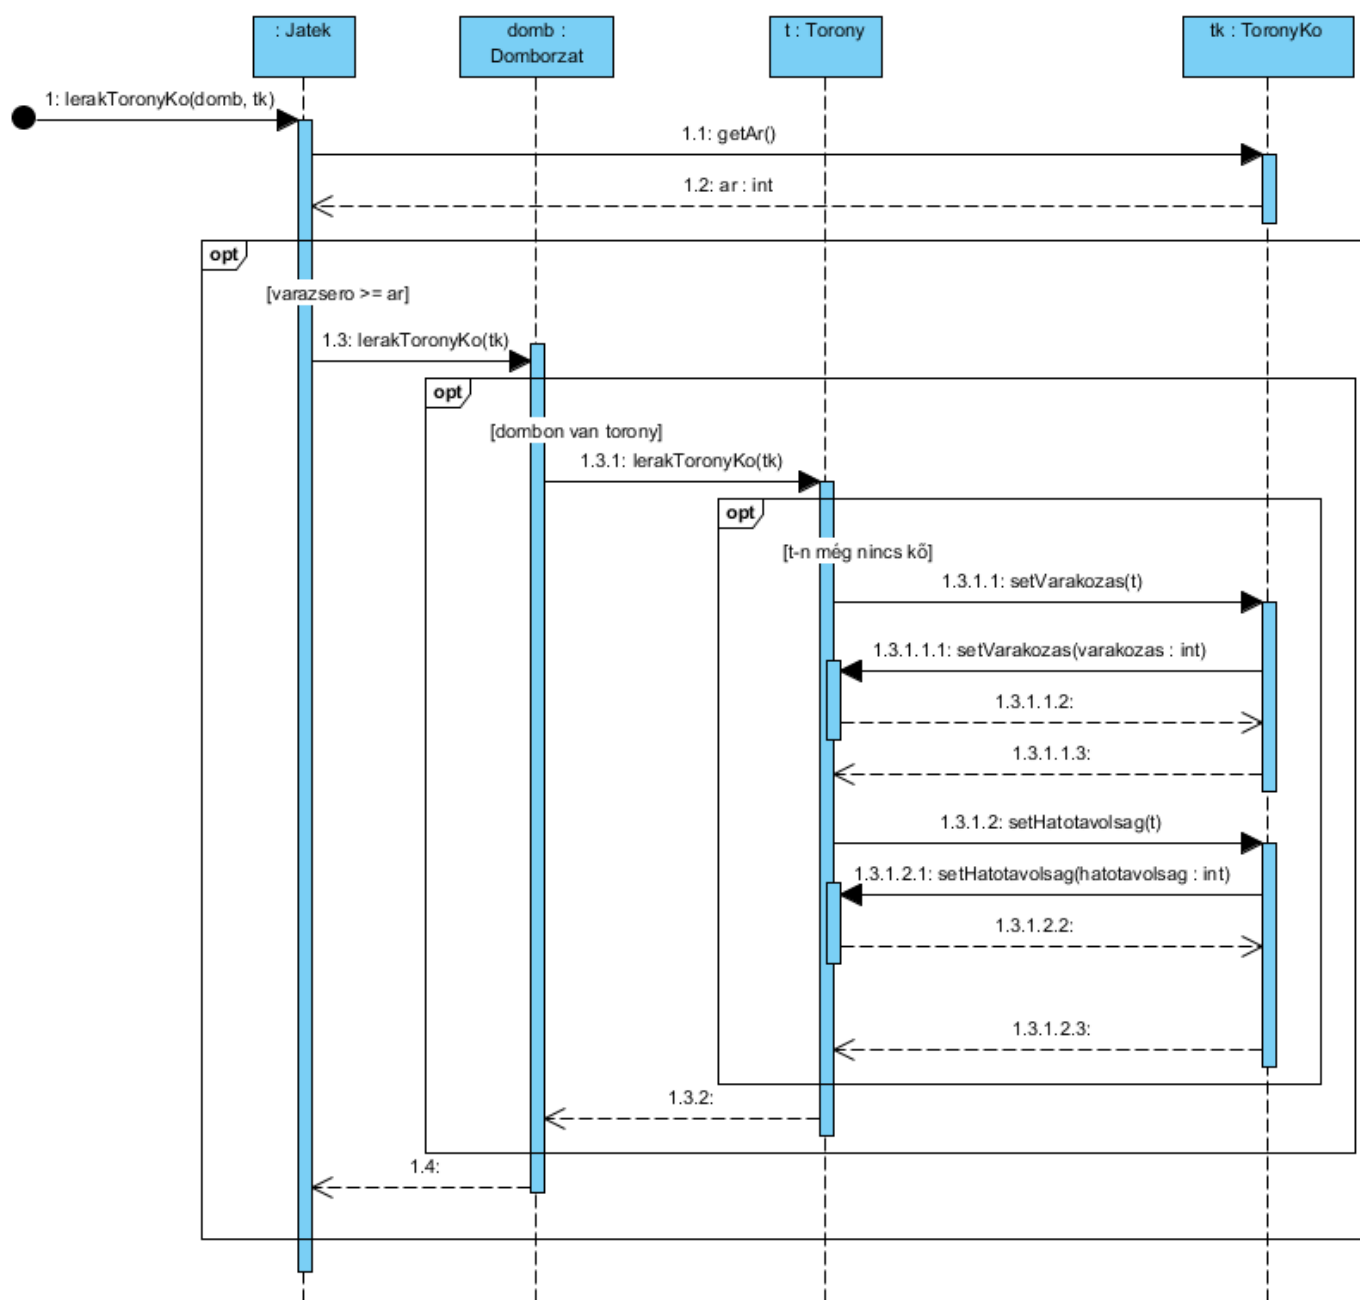 : Jatek
domb :
Domborzat
t : Torony
tk : ToronyKo
1: lerakToronyKo(domb, tk)
1.1: getAr()
1.2: ar : int
opt
[varazsero >= ar]
1.3: lerakToronyKo(tk)
opt
[dombon van torony]
1.3.1: lerakToronyKo(tk)
opt
[t-n még nincs kő]
1.3.1.1: setVarakozas(t)
1.3.1.1.1: setVarakozas(varakozas : int)
1.3.1.1.2:
1.3.1.1.3:
1.3.1.2: setHatotavolsag(t)
1.3.1.2.1: setHatotavolsag(hatotavolsag : int)
1.3.1.2.2:
1.3.1.2.3:
1.3.2:
1.4: